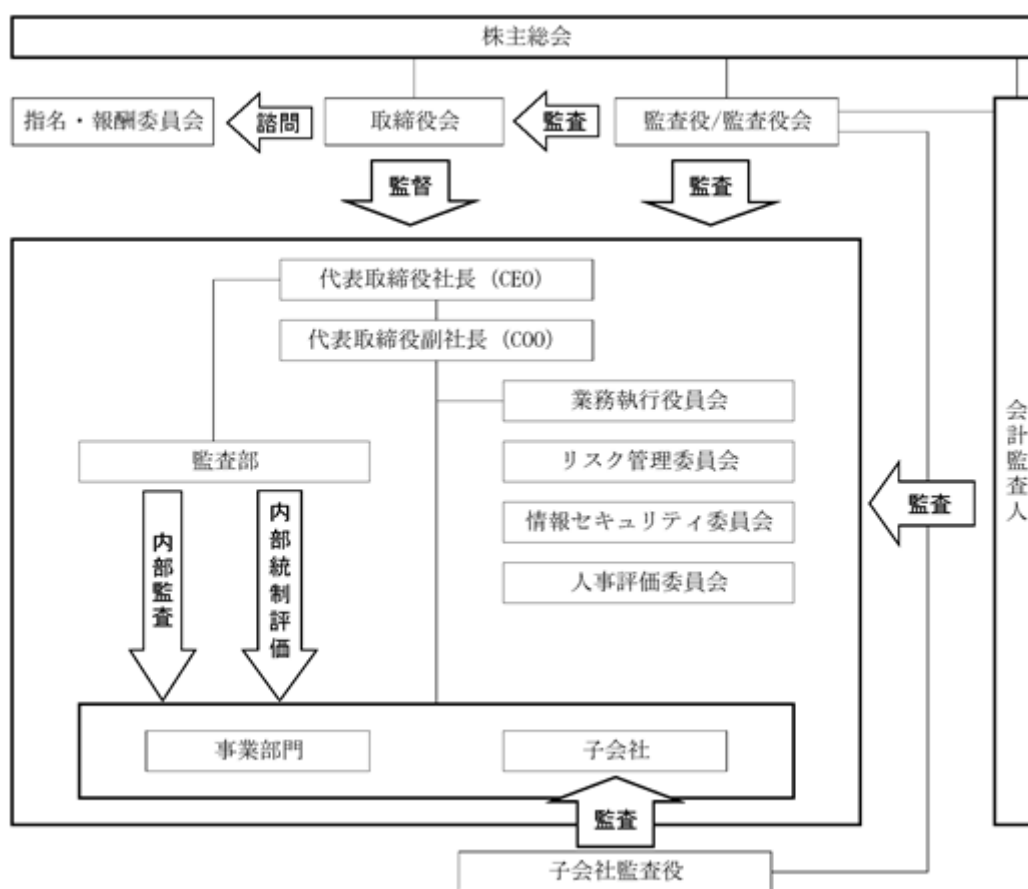 株主総会
指名・報酬委員会
諮問
取締役会
監査
監査役/監査役会
監督
監査
代表取締役社長 (CEO)
代表取締役副社長 (COO)
業務執行役員会
監査部
リスク管理委員会
情報セキュリティ委員会
人事評価委員会
内部監査
内部統制評価
監査
会計監査人
事業部門
子会社
監査
子会社監査役